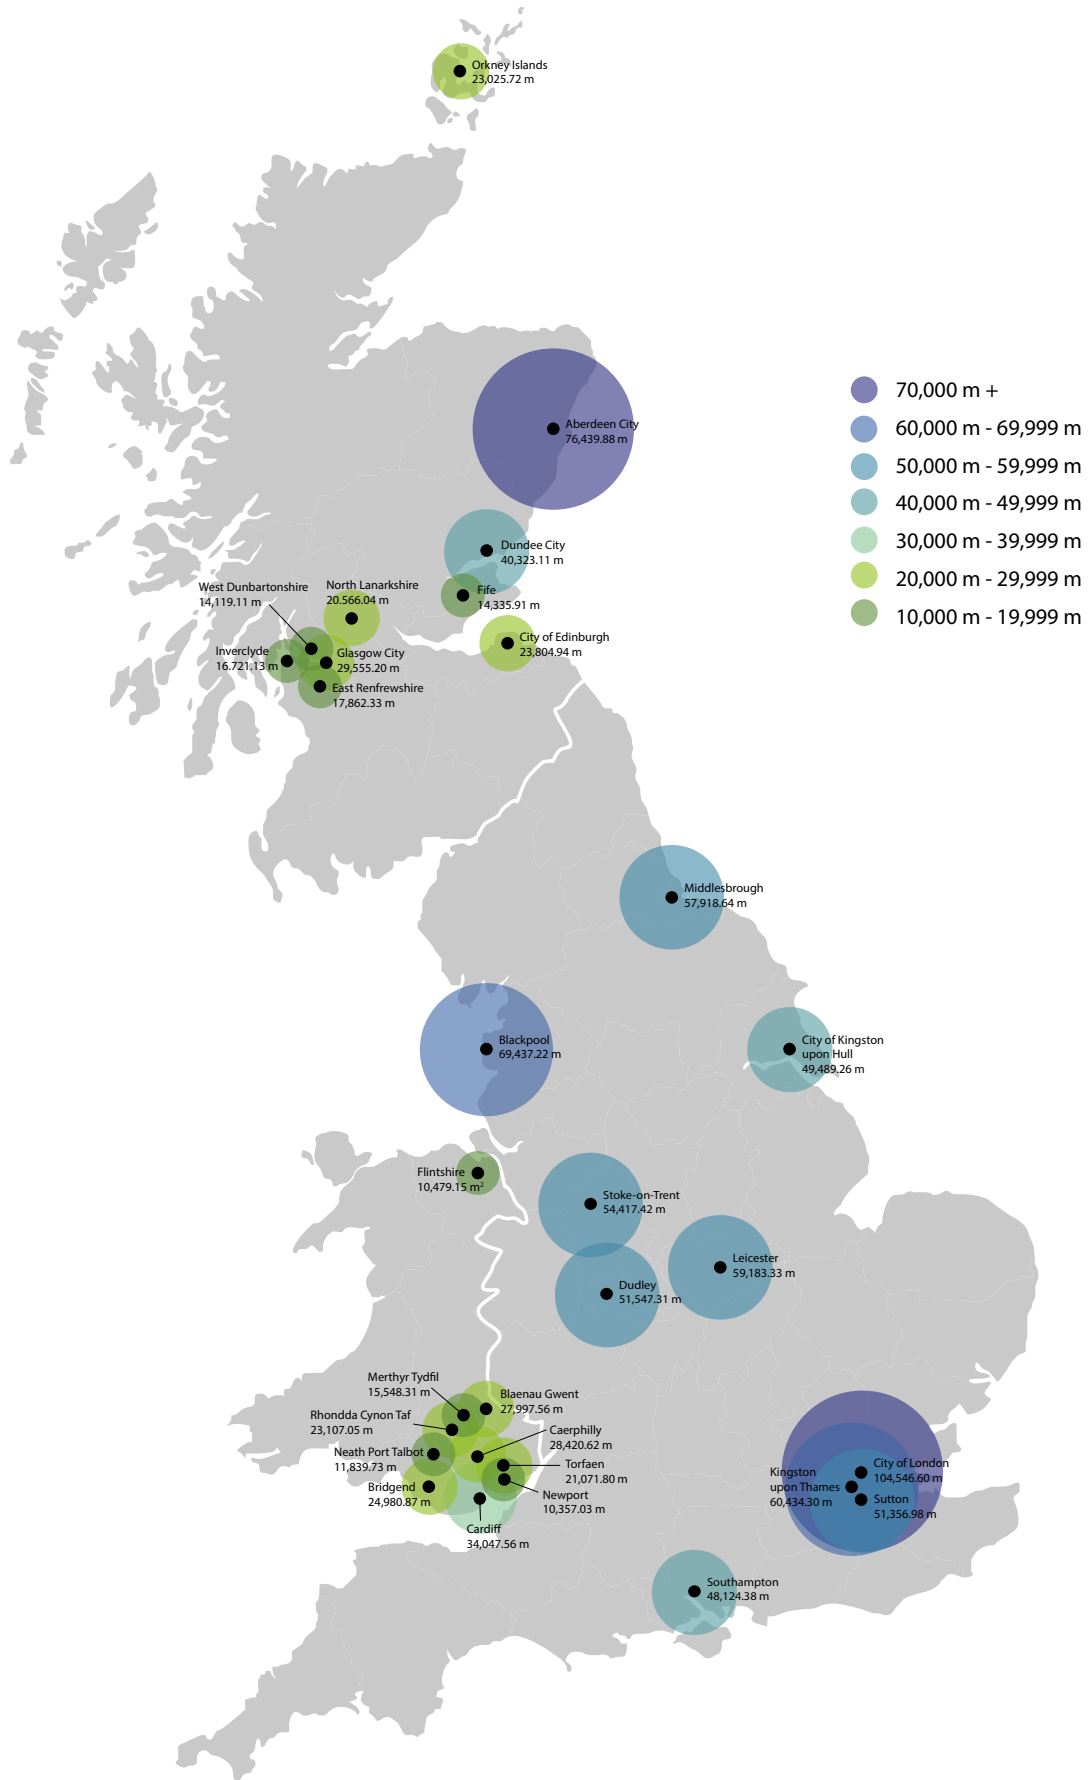 Orkney Islands
23,025.72 m
Aberdeen City
76,439.88 m
70,000 m +
60,000 m - 69,999 m
50,000 m - 59,999 m
40,000 m - 49,999 m
30,000 m - 39,999 m
20,000 m - 29,999 m
10,000 m - 19,999 m
Dundee City
40,323.11 m
West Dunbartonshire
14,119.11 m
North Lanarkshire
20.566.04 m
Fife
14,335.91 m
City of Edinburgh
23,804.94 m
Inverclyde
16.721.13 m
Glasgow City
29,555.20 m
East Renfrewshire
17,862.33 m
Middlesbrough
57,918.64 m
Blackpool
69,437.22 m
City of Kingston
upon Hull
49,489.26 m
Flintshire
10,479.15 m²
Stoke-on-Trent
54,417.42 m
Leicester
59,183.33 m
Dudley
51,547.31 m
Merthyr Tydfil
15,548.31 m
Blaenau Gwent
27,997.56 m
Rhondda Cynon Taf
23,107.05 m
Caerphilly
28,420.62 m
Neath Port Talbot
11,839.73 m
Torfaen
21,071.80 m
Bridgend
24,980.87 m
Newport
10,357.03 m
Cardiff
34,047.56 m
City of London
104,546.60 m
Kingston
upon Thames
60,434.30 m
Sutton
51,356.98 m
Southampton
48,124.38 m